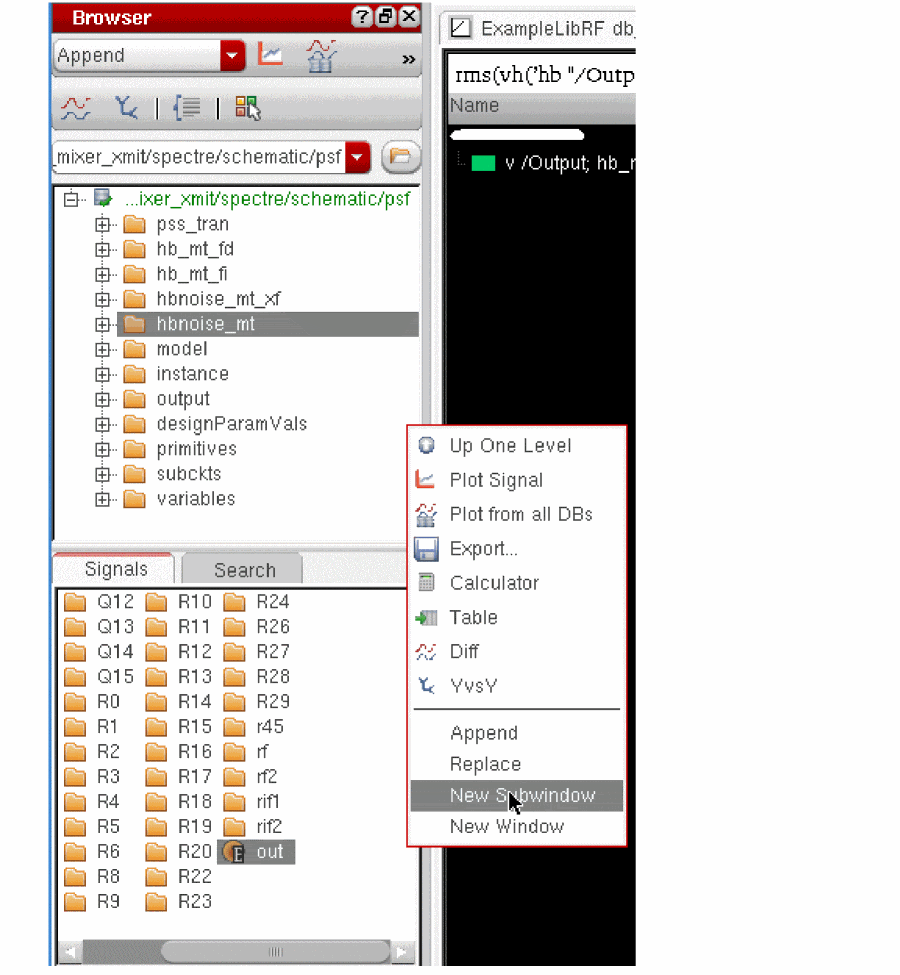 Browser
Append
»
_mixer_xmit/spectre/schematic/psf
...ixer_xmit/spectre/schematic/psf
pss_tran
hb_mt_fd
hb_mt_fi
hbnoise_mt_xf
hbnoise_mt
model
instance
output
designParamVals
primitives
subckts
variables
Signals Search
Q12 R10 R24
Q13 R11 R26
Q14 R12 R27
Q15 R13 R28
R0 R14 R29
R1 R15 r45
R2 R16 rf
R3 R17 rf2
R4 R18 rif1
R5 R19 rif2
R6 R20 E out
R8 R22
R9 R23
ExampleLibRF db_
rms(vh('hb "/Outp
Name
v /Output; hb_r
Up One Level
Plot Signal
Plot from all DBs
Export...
Calculator
Table
Diff
YvsY
Append
Replace
New Subwindow
New Window